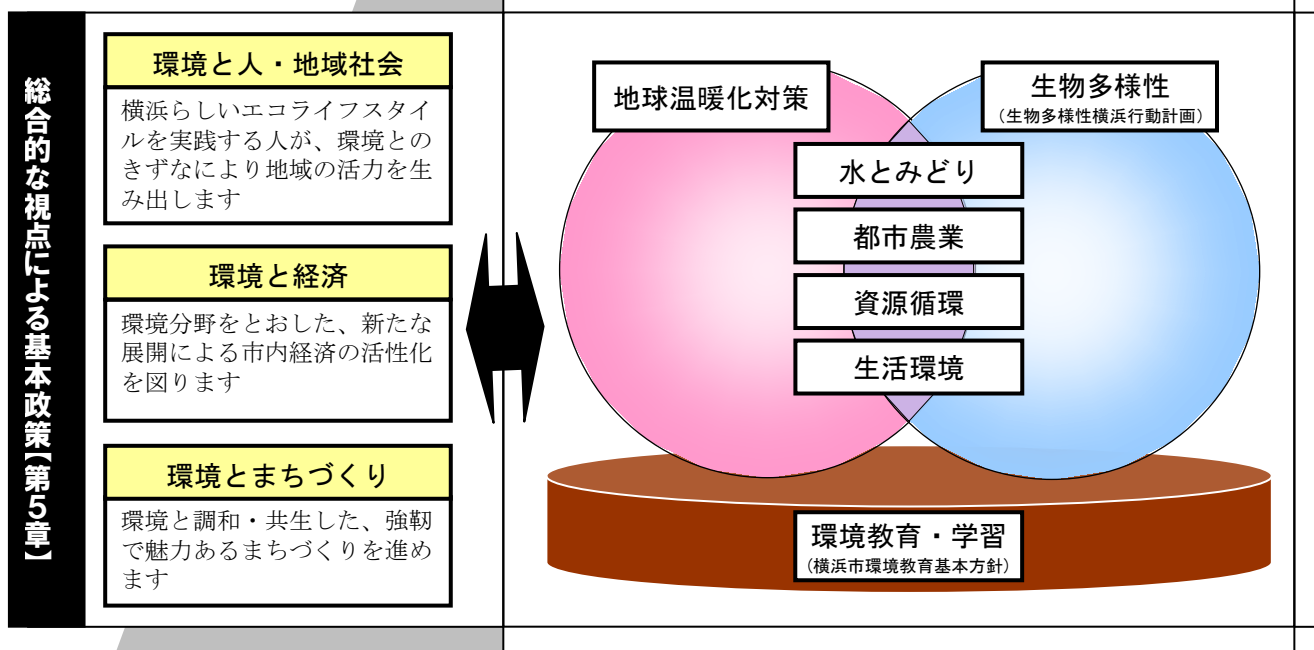 総合的な視点による基本政策【第5章】
環境と人・地域社会
横浜らしいエコライフスタイ
ルを実践する人が、環境との
きずなにより地域の活力を生
み出します
環境と経済
環境分野をとおした、新たな
展開による市内経済の活性化
を図ります
環境とまちづくり
環境と調和・共生した、強靭
で魅力あるまちづくりを進め
ます
地球温暖化対策
生物多様性
(生物多様性横浜行動計画)
水とみどり
都市農業
資源循環
生活環境
環境教育・学習
(横浜市環境教育基本方針)